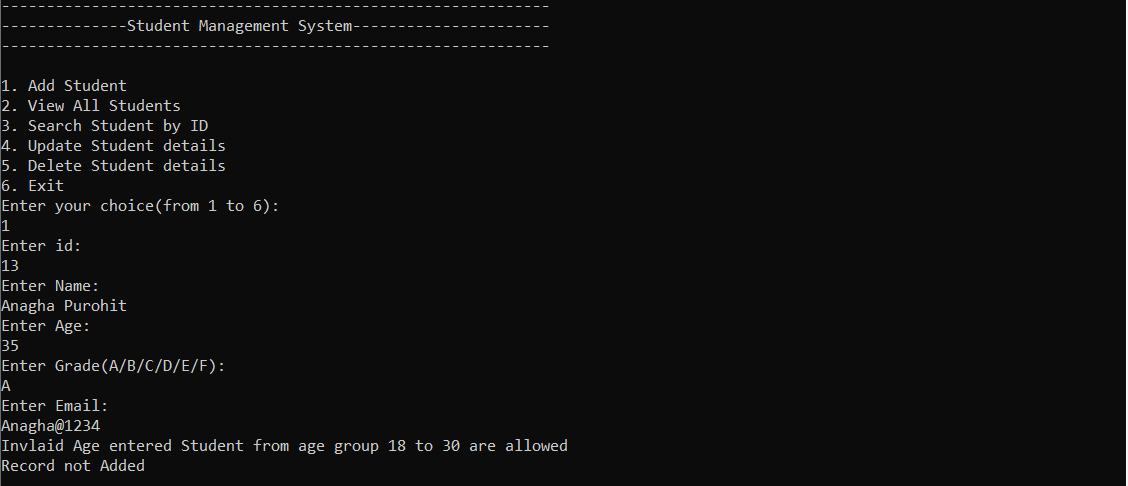 -------------------------------------------------------------
--------------Student Management System----------------------
-------------------------------------------------------------
1. Add Student
2. View All Students
3. Search Student by ID
4. Update Student details
5. Delete Student details
6. Exit
Enter your choice(from 1 to 6):
1
Enter id:
13
Enter Name:
Anagha Purohit
Enter Age:
35
Enter Grade(A/B/C/D/E/F):
A
Enter Email:
Anagha@1234
Invlaid Age entered Student from age group 18 to 30 are allowed
Record not Added